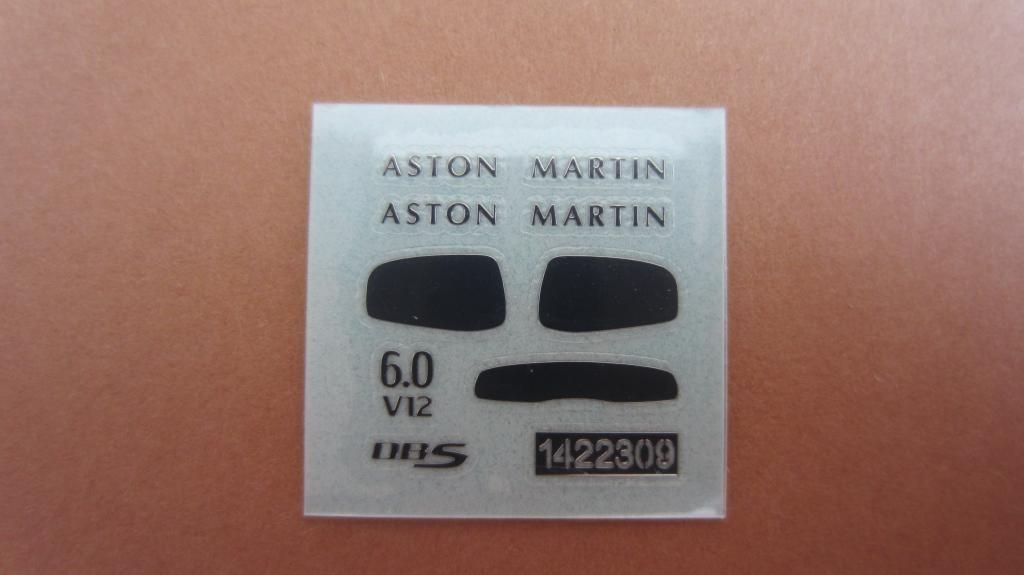 ASTON MARTIN
ASTON MARTIN
6.0
V12
DBS
1422309